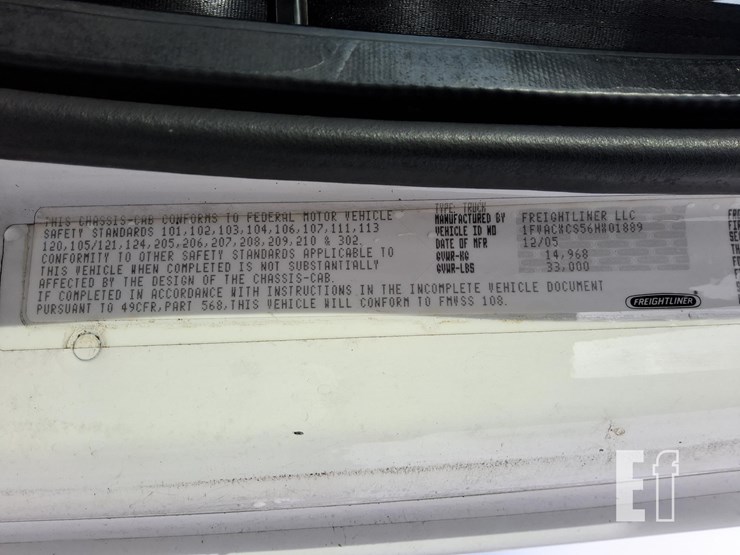 THIS CHASSIS-CAB CONFORMS TO FEDERAL MOTOR VEHICLE
SAFETY STANDARDS 101,102,103,104,106,107,111,113
120,105/121,124,205,206,207,208,209,210 & 302.
CONFORMITY TO OTHER SAFETY STANDARDS APPLICABLE TO
THIS VEHICLE WHEN COMPLETED IS NOT SUBSTANTIALLY
AFFECTED BY THE DESIGN OF THE CHASSIS-CAB.
IF COMPLETED IN ACCORDANCE WITH INSTRUCTIONS IN THE INCOMPLETE VEHICLE DOCUMENT
PURSUANT TO 49CFR,PART 568,THIS VEHICLE WILL CONFORM TO FMVSS 108.
TYPE: TRUCK
MANUFACTURED BY FREIGHTLINER LLC
VEHICLE ID NO
DATE OF MFR 12/05
GVWR-KG 14,968
GVWR-LBS 33,000
FREIGHTLINER
Ef